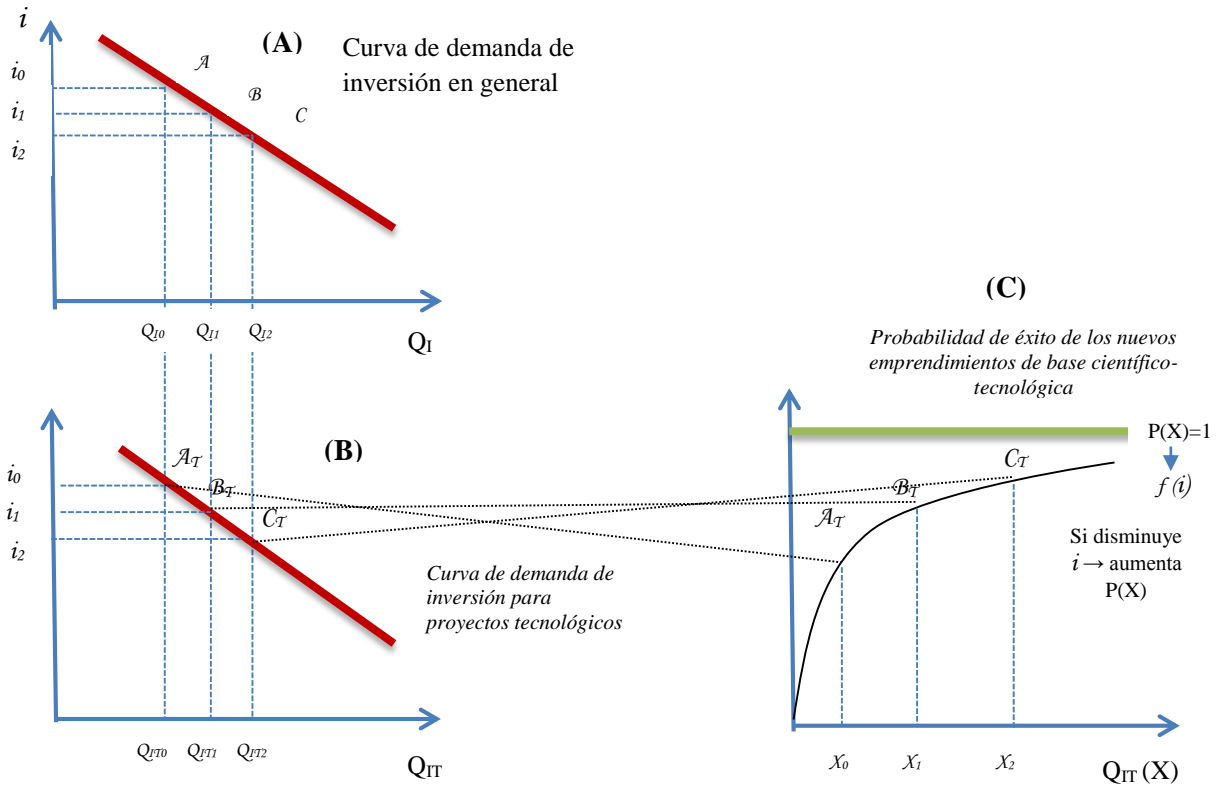 i
(A)
Curva de demanda de
inversión en general
A
i0
B
i1
C
i2
QI0 QI1 QI2
QI
(B)
AT
i0
BT
i1
CT
i2
Curva de demanda de
inversión para
proyectos tecnológicos
QIT0 QIT1 QIT2
QIT
(C)
Probabilidad de éxito de los nuevos
emprendimientos de base científico-
tecnológica
P(X)=1
CT
f (i)
BT
AT
Si disminuye
i → aumenta
P(X)
X0 X1 X2
QIT (X)